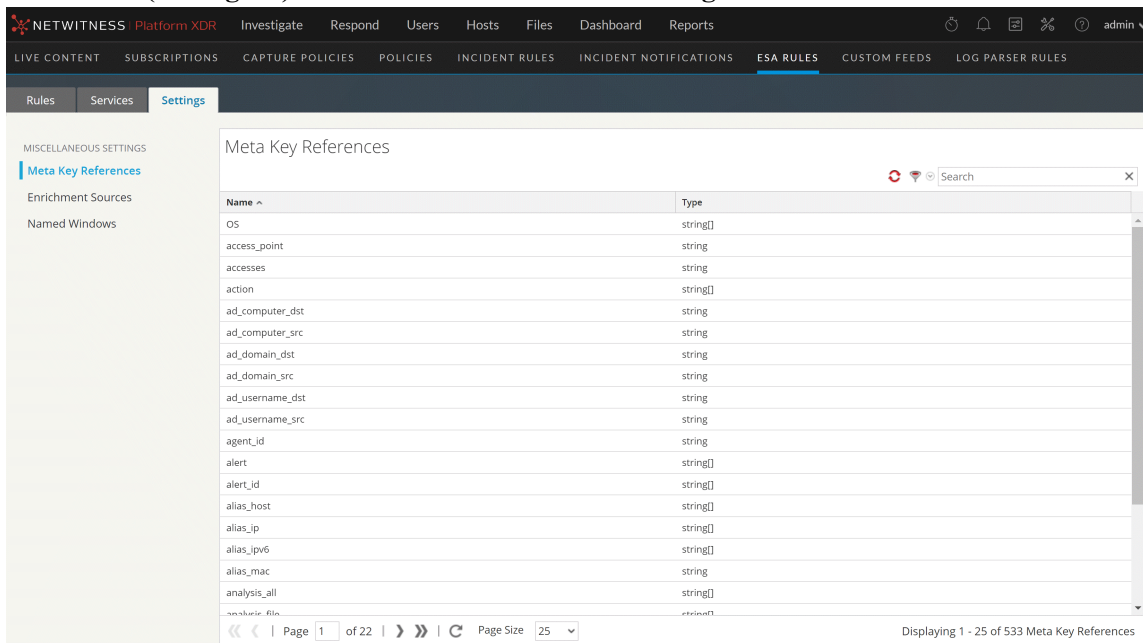 NETWITNESS | Platform XDR Investigate Respond Users Hosts Files Dashboard Reports admin
LIVE CONTENT SUBSCRIPTIONS CAPTURE POLICIES POLICIES INCIDENT RULES INCIDENT NOTIFICATIONS ESA RULES CUSTOM FEEDS LOG PARSER RULES
Rules Services Settings
MISCELLANEOUS SETTINGS
Meta Key References
Enrichment Sources
Named Windows
Meta Key References
Search
Name Type
OS string[]
access_point string
accesses string
action string[]
ad_computer_dst string
ad_computer_src string
ad_domain_dst string
ad_domain_src string
ad_username_dst string
ad_username_src string
agent_id string
alert string[]
alert_id string[]
alias_host string[]
alias_ip string[]
alias_ipv6 string[]
alias_mac string
analysis_all string[]
analysis_file string[]
Page 1 of 22 | Page Size 25 Displaying 1 - 25 of 533 Meta Key References